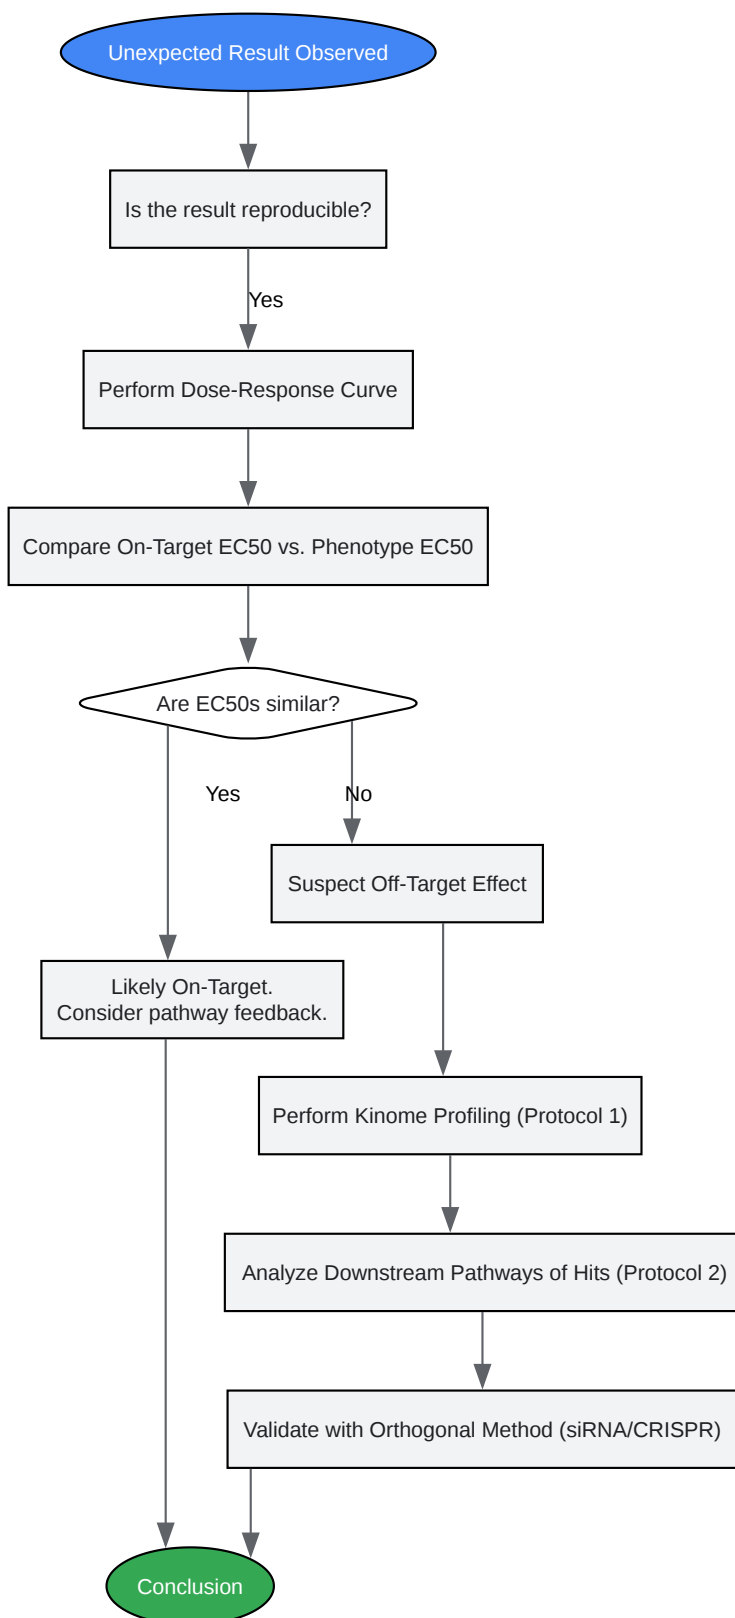 Unexpected Result Observed
Is the result reproducible?
Yes
Perform Dose-Response Curve
Compare On-Target EC50 vs. Phenotype EC50
Are EC50s similar?
Yes
No
Suspect Off-Target Effect
Likely On-Target.
Consider pathway feedback.
Perform Kinome Profiling (Protocol 1)
Analyze Downstream Pathways of Hits (Protocol 2)
Validate with Orthogonal Method (siRNA/CRISPR)
Conclusion